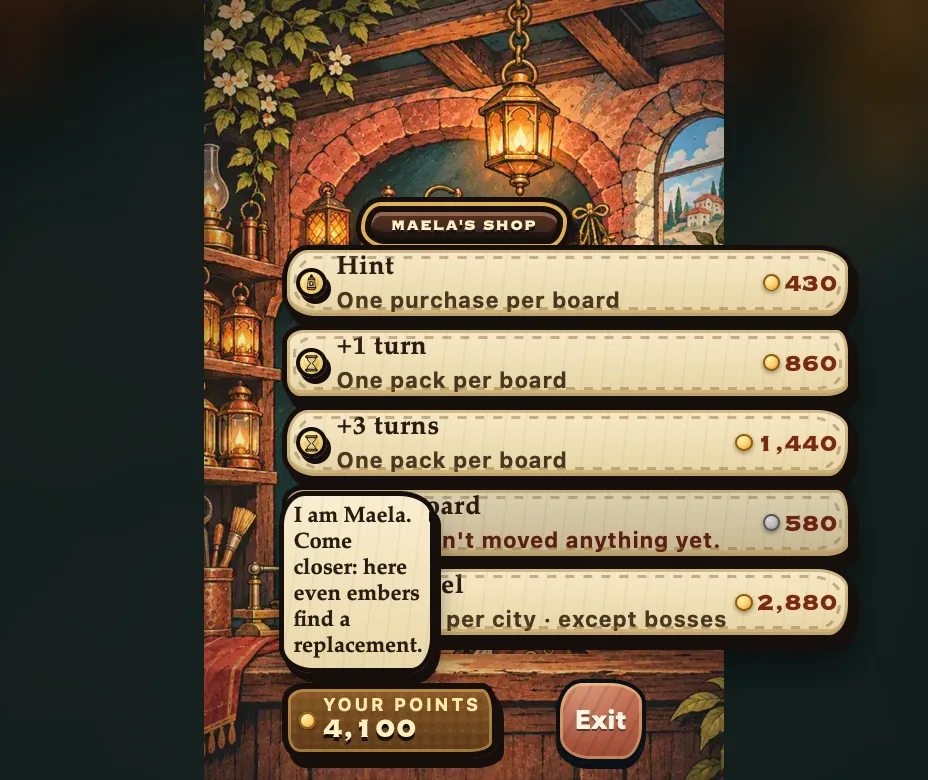 MAELA'S SHOP
Hint
One purchase per board
430
+1 turn
One pack per board
860
+3 turns
One pack per board
1,440
n't moved anything yet.
580
per city · except bosses
2,880
I am Maela.
Come
closer: here
even embers
find a
replacement.
YOUR POINTS
4,100
Exit